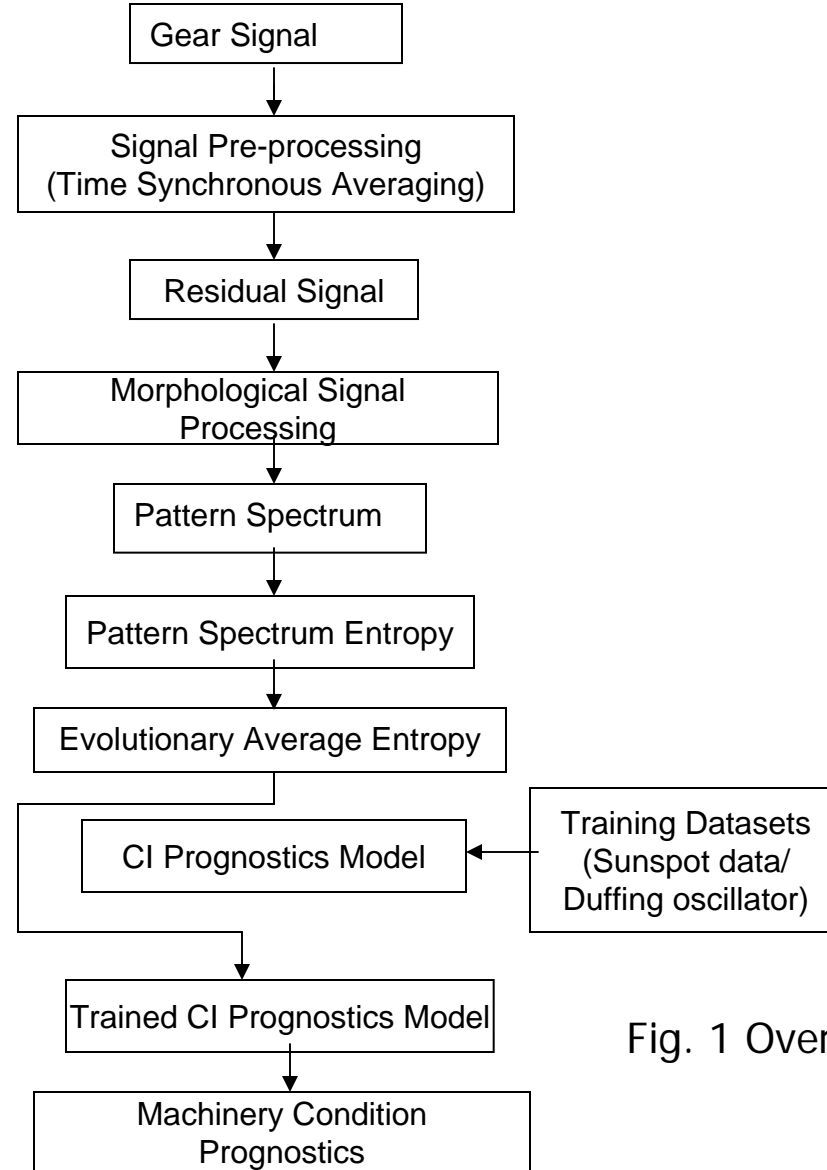 Gear Signal
Signal Pre-processing
(Time Synchronous Averaging)
Residual Signal
Morphological Signal
Processing
Pattern Spectrum
Pattern Spectrum Entropy
Evolutionary Average Entropy
CI Prognostics Model
Training Datasets
(Sunspot data/
Duffing oscillator)
Trained CI Prognostics Model
Fig. 1 Over
Machinery Condition
Prognostics